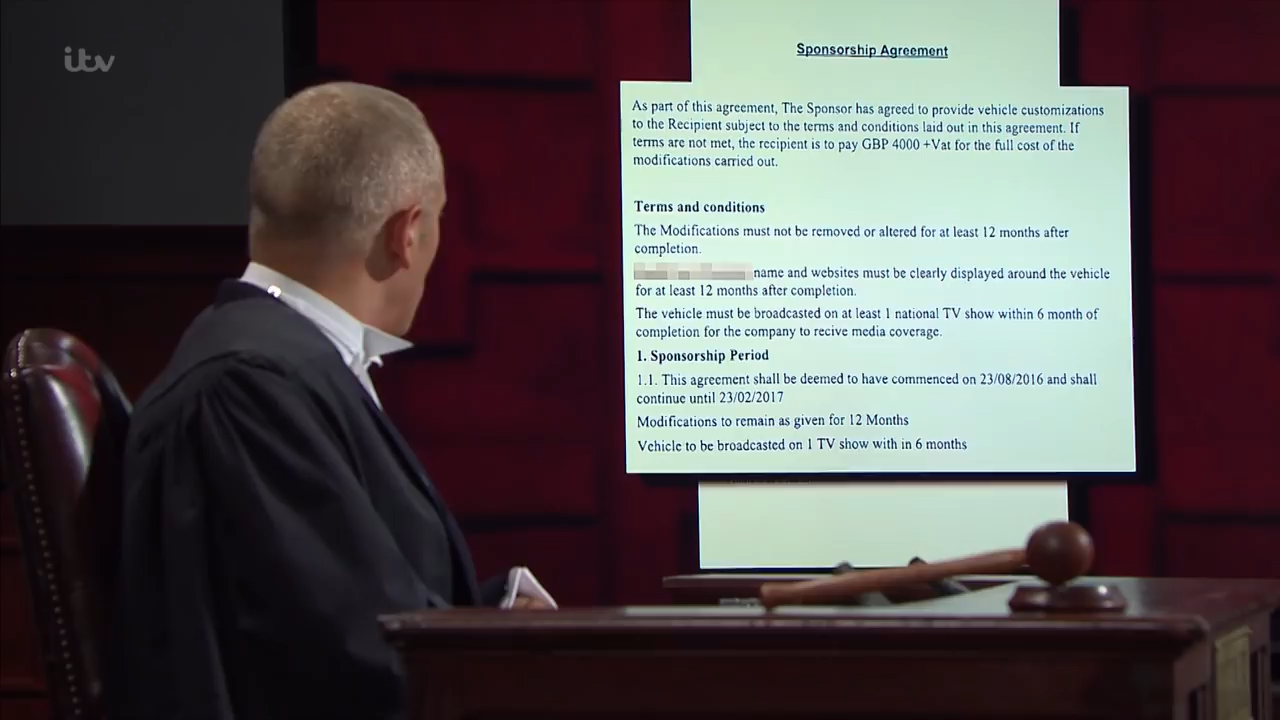 itv
Sponsorship Agreement
As part of this agreement, The Sponsor has agreed to provide vehicle customizations
to the Recipient subject to the terms and conditions laid out in this agreement. If
terms are not met, the recipient is to pay GBP 4000 +Vat for the full cost of the
modifications carried out.
Terms and conditions
The Modifications must not be removed or altered for at least 12 months after
completion.
name and websites must be clearly displayed around the vehicle
for at least 12 months after completion.
The vehicle must be broadcasted on at least 1 national TV show within 6 month of
completion for the company to recive media coverage.
1. Sponsorship Period
1.1. This agreement shall be deemed to have commenced on 23/08/2016 and shall
continue until 23/02/2017
Modifications to remain as given for 12 Months
Vehicle to be broadcasted on 1 TV show with in 6 months